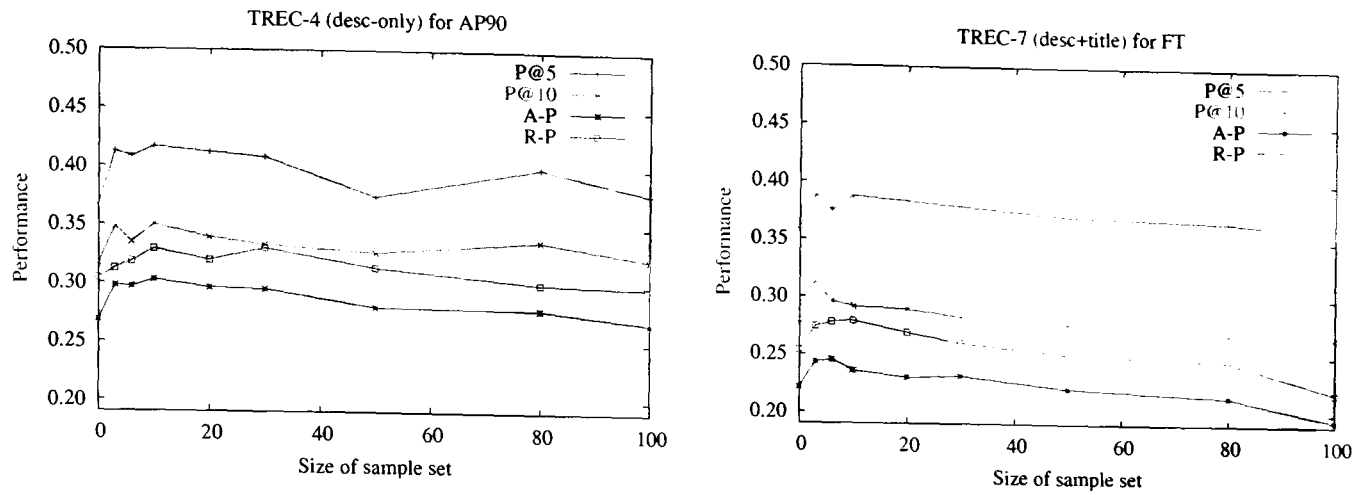 TREC-4 (desc-only) for AP90
0.50
0.45
0.40
0.35
0.30
0.25
0.20
Performance
P@5
P@10
A-P
R-P
0
20
40
60
80
100
Size of sample set
TREC-7 (desc+title) for FT
0.50
0.45
0.40
0.35
0.30
0.25
0.20
Performance
P@5
P@10
A-P
R-P
0
20
40
60
80
100
Size of sample set